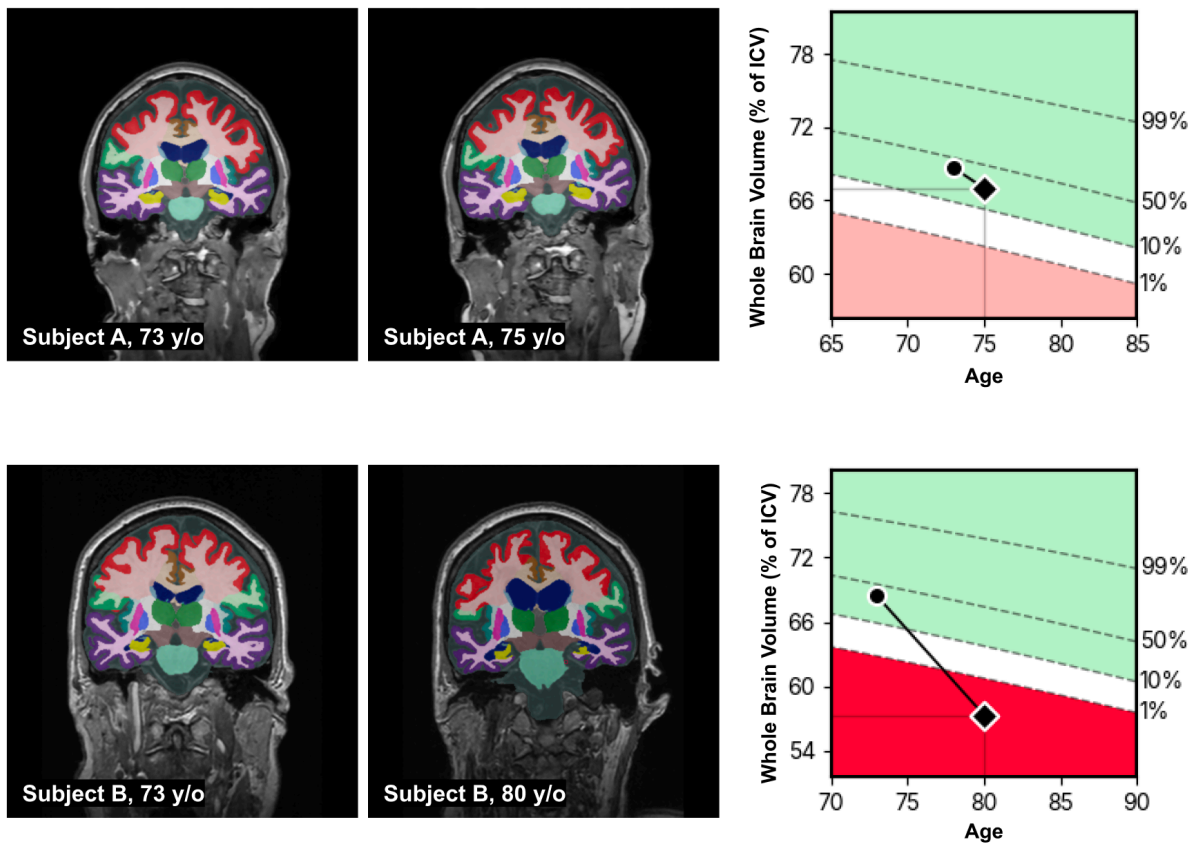 Subject A, 73 y/o
Subject A, 75 y/o
Whole Brain Volume (% of ICV)
78
72
66
60
99%
50%
10%
1%
65 70 75 80 85
Age
Subject B, 73 y/o
Subject B, 80 y/o
Whole Brain Volume (% of ICV)
78
72
66
60
54
99%
50%
10%
1%
70 75 80 85 90
Age